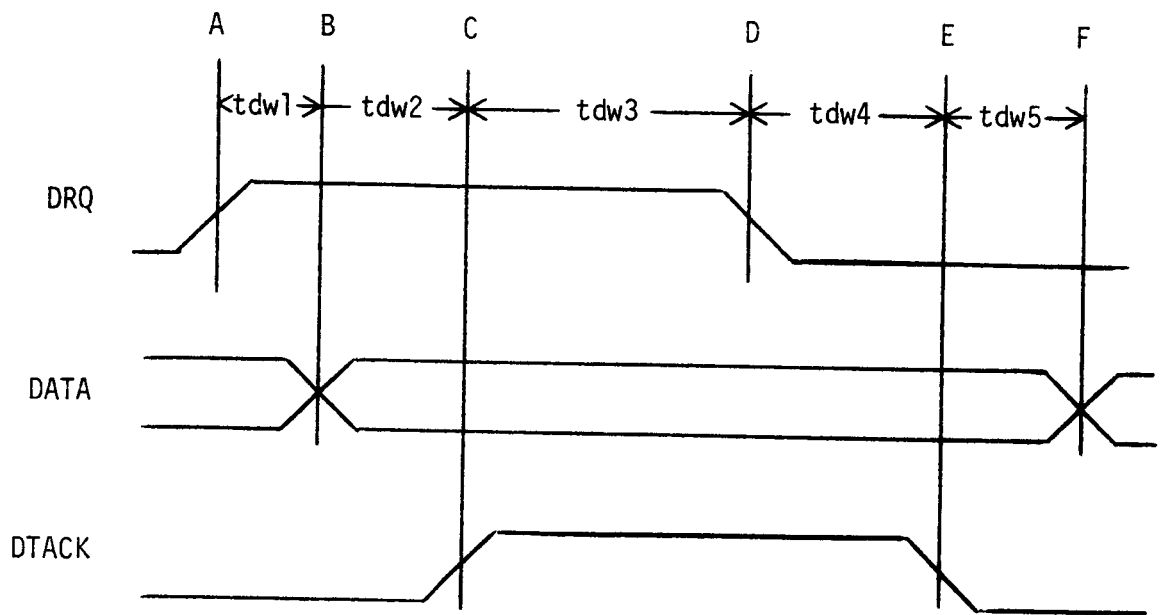 A B C D E F
tdw1 tdw2 tdw3 tdw4 tdw5
DRQ
DATA
DTACK